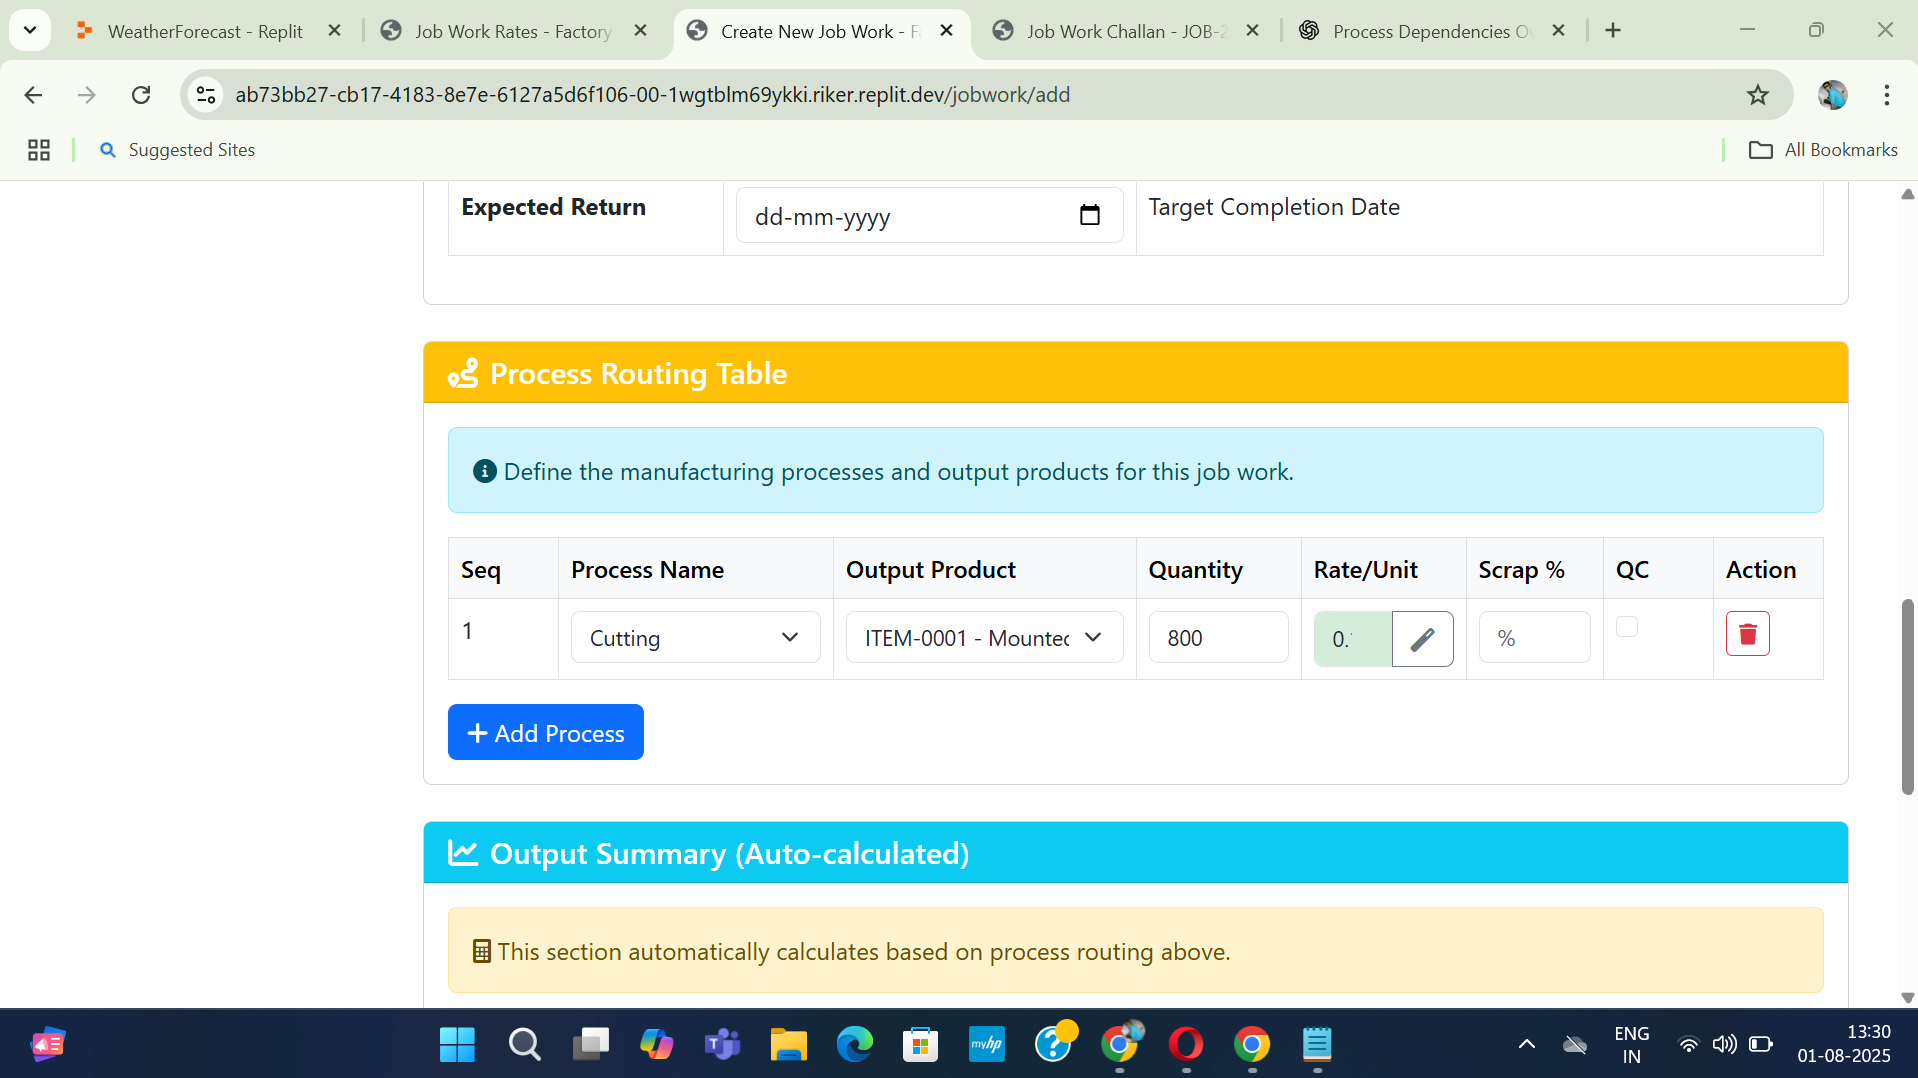 WeatherForecast - Replit
Job Work Rates - Factory
Create New Job Work - F
Job Work Challan - JOB-2
Process Dependencies Ov
ab73bb27-cb17-4183-8e7e-6127a5d6f106-00-1wgtblm69ykki.riker.replit.dev/jobwork/add
Suggested Sites
All Bookmarks
Expected Return
dd-mm-yyyy
Target Completion Date
Process Routing Table
Define the manufacturing processes and output products for this job work.
Seq Process Name Output Product Quantity Rate/Unit Scrap % QC Action
1 Cutting ITEM-0001 - Mounted 800 0. %
+ Add Process
Output Summary (Auto-calculated)
This section automatically calculates based on process routing above.
myhp
ENG
IN
13:30
01-08-2025